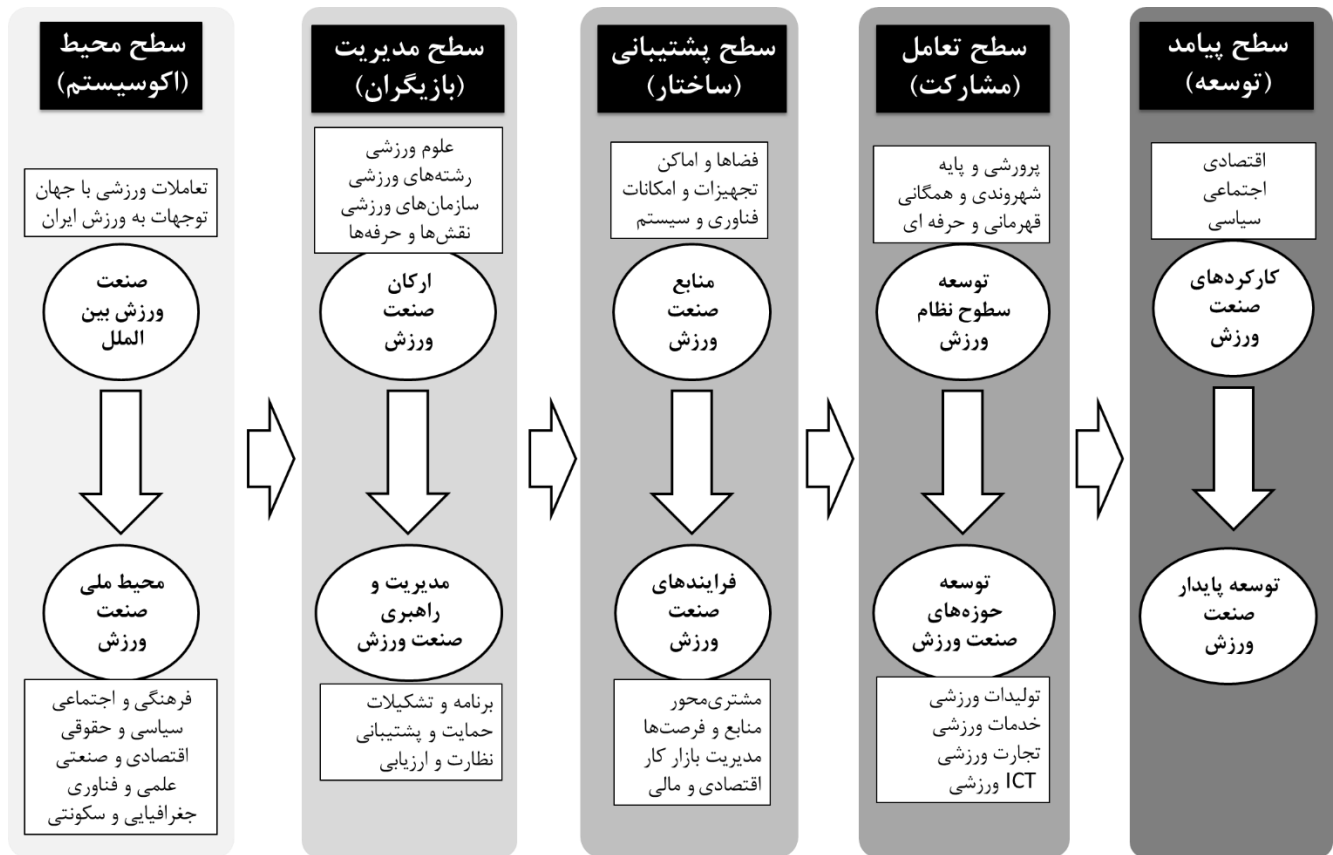 سطح محیط
(اکوسیستم)
تعاملات ورزشی با جهان
توجهات به ورزش ایران
صنعت
ورزش بین
الملل
محیط ملی
صنعت
ورزش
فرهنگی و اجتماعی
سیاسی و حقوقی
اقتصادی و صنعتی
علمی و فناوری
جغرافیایی و سکونتی
سطح مدیریت
(بازیگران)
علوم ورزشی
رشته‌های ورزشی
سازمان‌های ورزشی
نقش‌ها و حرفه‌ها
ارکان
صنعت
ورزش
مدیریت و
راهبری
صنعت ورزش
برنامه و تشکیلات
حمایت و پشتیبانی
نظارت و ارزیابی
سطح پشتیبانی
(ساختار)
فضاها و اماکن
تجهیزات و امکانات
فناوری و سیستم
منابع
صنعت
ورزش
فرایندهای
صنعت
ورزش
مشتری‌محور
منابع و فرصت‌ها
مدیریت بازار کار
اقتصادی و مالی
سطح تعامل
(مشارکت)
پرورشی و پایه
شهروندی و همگانی
قهرمانی و حرفه ای
توسعه
سطوح نظام
ورزش
توسعه
حوزه‌های
صنعت ورزش
تولیدات ورزشی
خدمات ورزشی
تجارت ورزشی
ICT ورزشی
سطح پیامد
(توسعه)
اقتصادی
اجتماعی
سیاسی
کارکردهای
صنعت
ورزش
توسعه پایدار
صنعت
ورزش